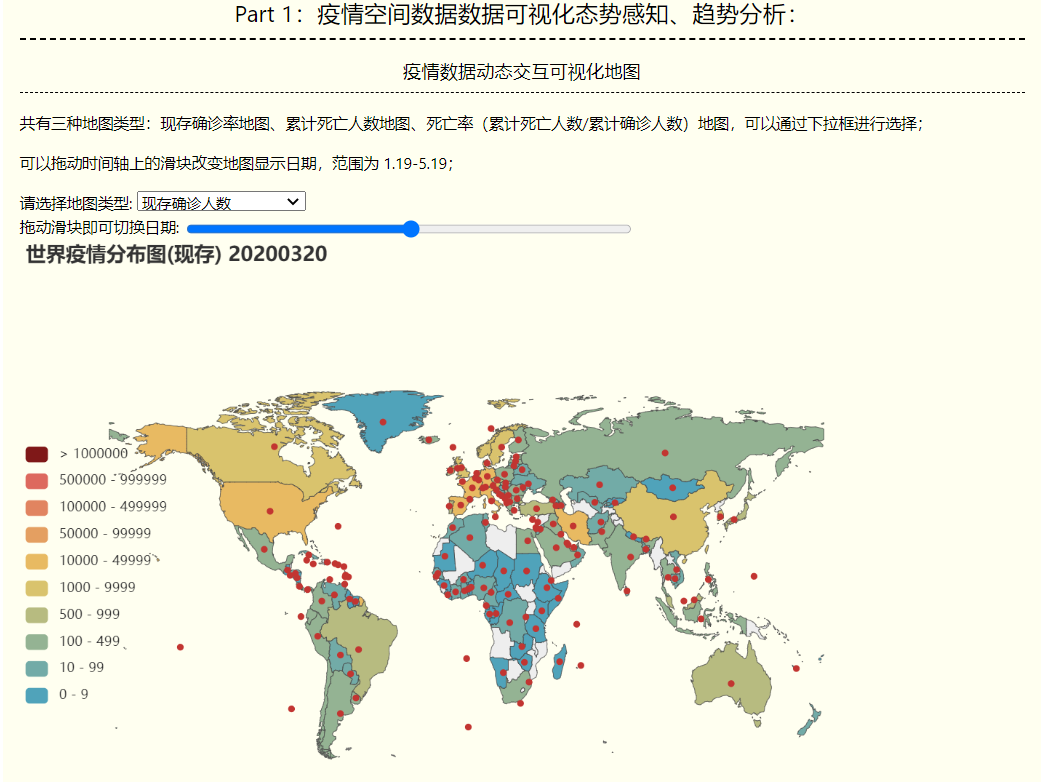 Part 1：疫情空间数据数据可视化态势感知、趋势分析：
疫情数据动态交互可视化地图
共有三种地图类型：现存确诊率地图、累计死亡人数地图、死亡率（累计死亡人数/累计确诊人数）地图，可以通过下拉框进行选择；
可以拖动时间轴上的滑块改变地图显示日期，范围为 1.19-5.19；
请选择地图类型: 现存确诊人数
拖动滑块即可切换日期:
世界疫情分布图(现存) 20200320
> 1000000
500000 - 999999
100000 - 499999
50000 - 99999
10000 - 49999
1000 - 9999
500 - 999
100 - 499
10 - 99
0 - 9